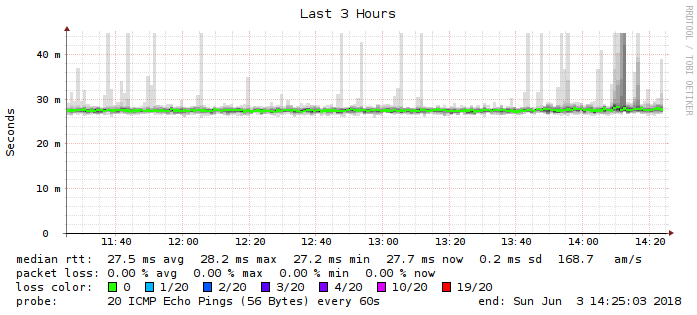 Last 3 Hours
RRDTOOL / TOBI OETIKER
Seconds
40 m
30 m
20 m
10 m
0
11:40 12:00 12:20 12:40 13:00 13:20 13:40 14:00 14:20
median rtt: 27.5 ms avg 28.2 ms max 27.2 ms min 27.7 ms now 0.2 ms sd 168.7 am/s
packet loss: 0.00 % avg 0.00 % max 0.00 % min 0.00 % now
loss color: 0 1/20 2/20 3/20 4/20 10/20 19/20
probe: 20 ICMP Echo Pings (56 Bytes) every 60s end: Sun Jun 3 14:25:03 2018